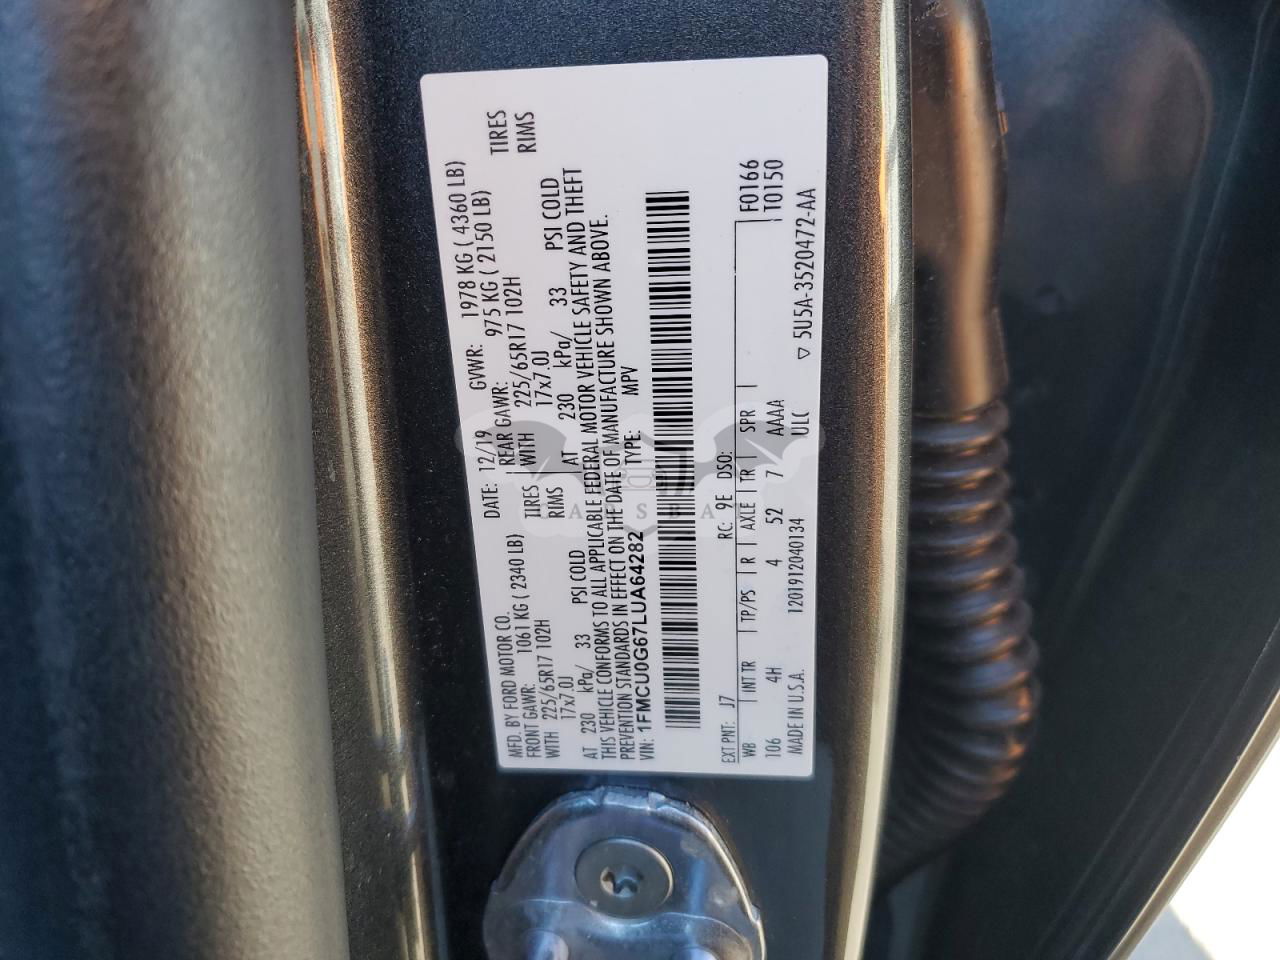 MFD. BY FORD MOTOR CO.
DATE: 12/19 GVWR: 1978 KG ( 4360 LB)
FRONT GAWR: 1061 KG ( 2340 LB) REAR GAWR: 975 KG ( 2150 LB)
WITH 225/65R17 102H TIRES WITH 225/65R17 102H TIRES
17x7.0J RIMS 17x7.0J RIMS
AT 230 kPa/ 33 PSI COLD AT 230 kPa/ 33 PSI COLD
THIS VEHICLE CONFORMS TO ALL APPLICABLE FEDERAL MOTOR VEHICLE SAFETY AND THEFT
PREVENTION STANDARDS IN EFFECT ON THE DATE OF MANUFACTURE SHOWN ABOVE.
VIN: 1FMCU0G67LUA64282 TYPE: MPV
EXT PNT: J7 RC: 9E DSO: F0166
WB INT TR TP/PS R AXLE TR SPR T0150
106 4H 4 52 7 AAAA
MADE IN U.S.A. 1201912040134 ULC
▽ 5U5A-3520472-AA
CARSBAT